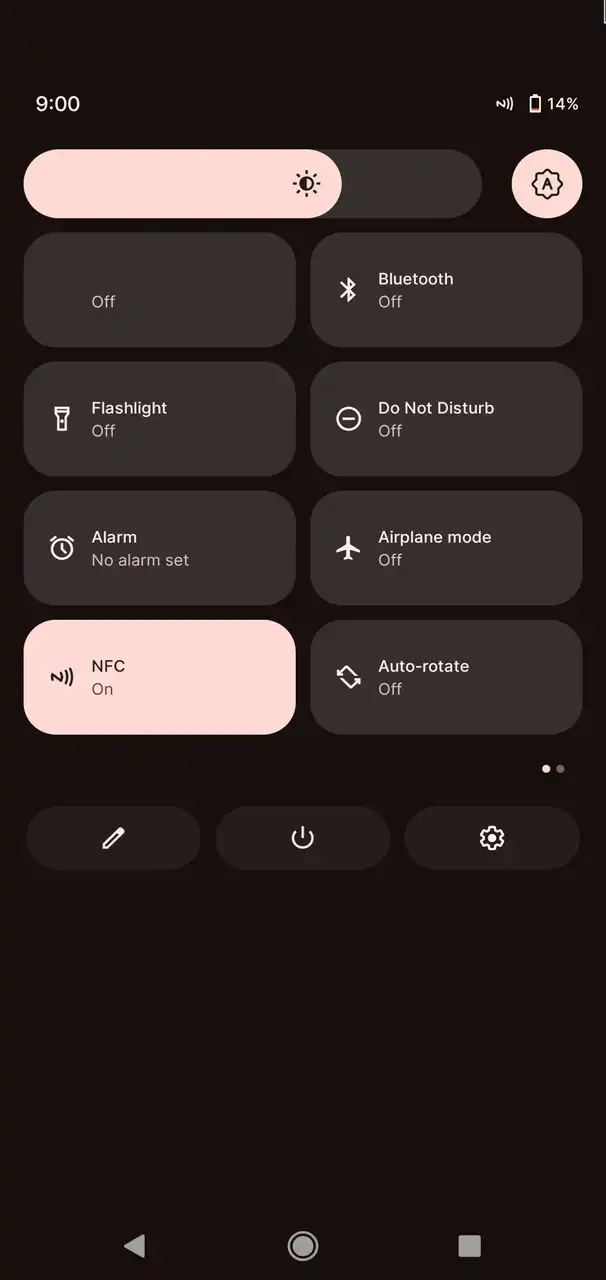 9:00
14%
A
Off
Bluetooth
Off
Flashlight
Off
Do Not Disturb
Off
Alarm
No alarm set
Airplane mode
Off
NFC
On
Auto-rotate
Off